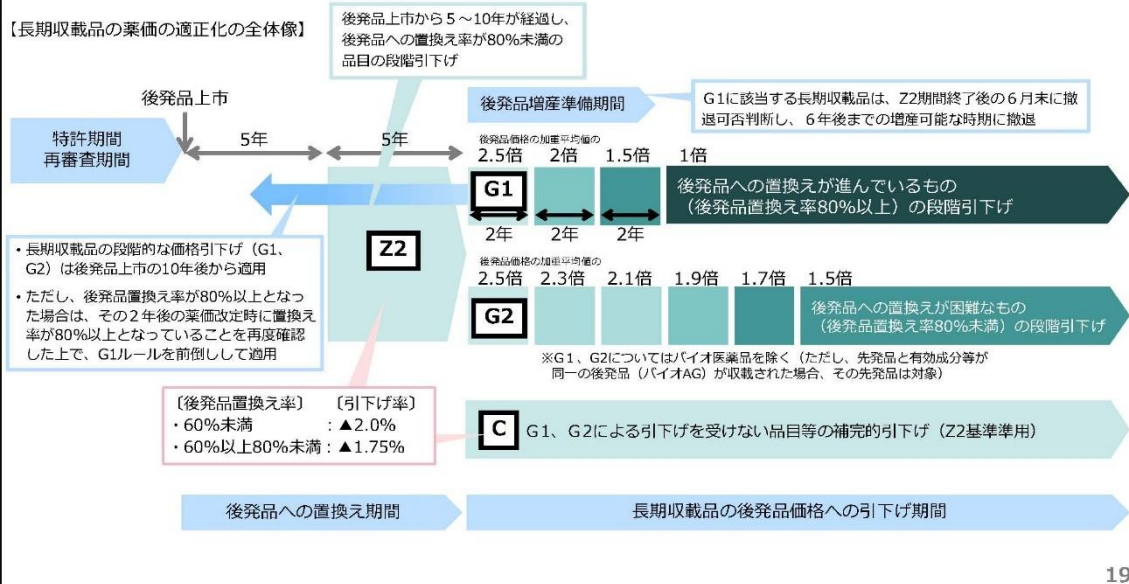 【長期収載品の薬価の適正化の全体像】
後発品上市から5～10年が経過し、
後発品への置換え率が80%未満の
品目の段階引下げ
後発品上市
特許期間
再審査期間
5年
5年
後発品増産準備期間
G1に該当する長期収載品は、Z2期間終了後の6月末に撤
退可否判断し、6年後までの増産可能な時期に撤退
後発品価格の加重平均値の
2.5倍 2倍 1.5倍 1倍
G1
後発品への置換えが進んでいるもの
（後発品置換え率80%以上）の段階引下げ
2年 2年 2年
Z2
・長期収載品の段階的な価格引下げ（G1、
G2）は後発品上市の10年後から適用
・ただし、後発品置換え率が80%以上となっ
た場合は、その2年後の薬価改定時に置換え
率が80%以上となっていることを再度確認
した上で、G1ルールを前倒しして適用
後発品価格の加重平均値の
2.5倍 2.3倍 2.1倍 1.9倍 1.7倍 1.5倍
G2
後発品への置換えが困難なもの
（後発品置換え率80%未満）の段階引下げ
※G1、G2についてはバイオ医薬品を除く（ただし、先発品と有効成分等が
同一の後発品（バイオAG）が収載された場合、その先発品は対象）
〔後発品置換え率〕 〔引下げ率〕
・60%未満 ：▲2.0%
・60%以上80%未満：▲1.75%
C G1、G2による引下げを受けない品目等の補完的引下げ（Z2基準準用）
後発品への置換え期間
長期収載品の後発品価格への引下げ期間
19